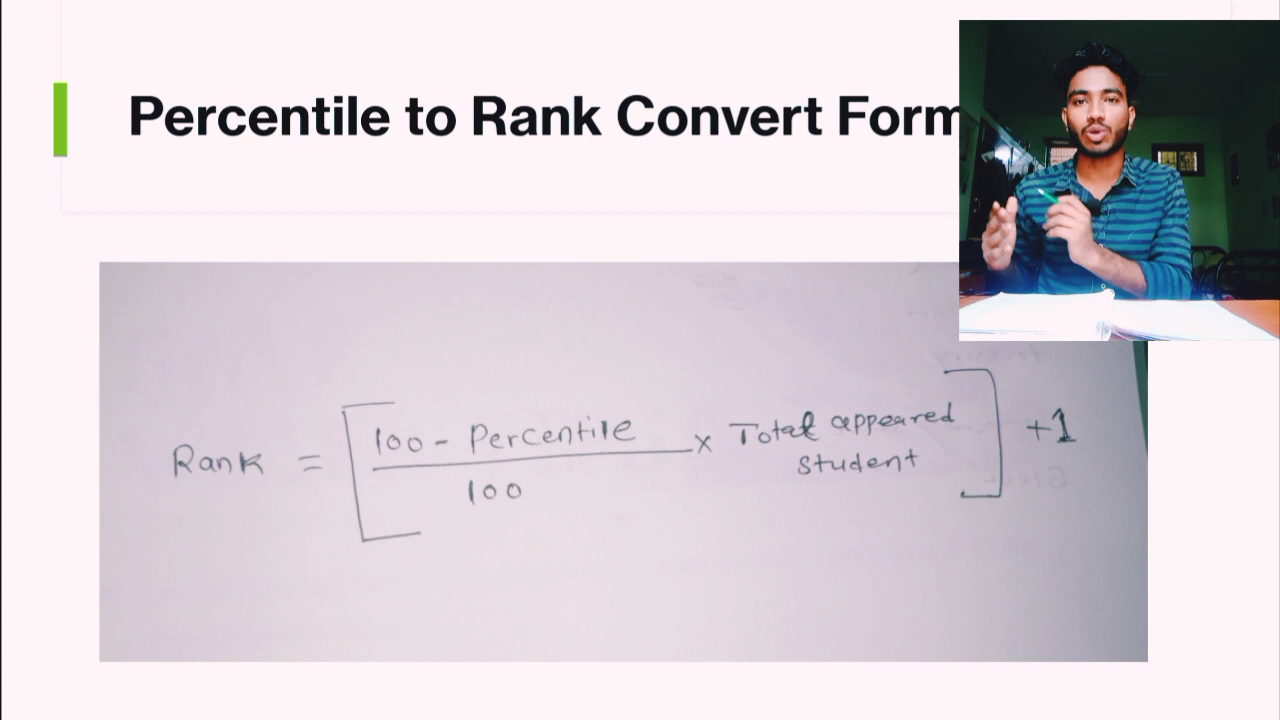 Percentile to Rank Convert Form
Rank = [ 100 - Percentile / 100 x Total appeared student ] +1